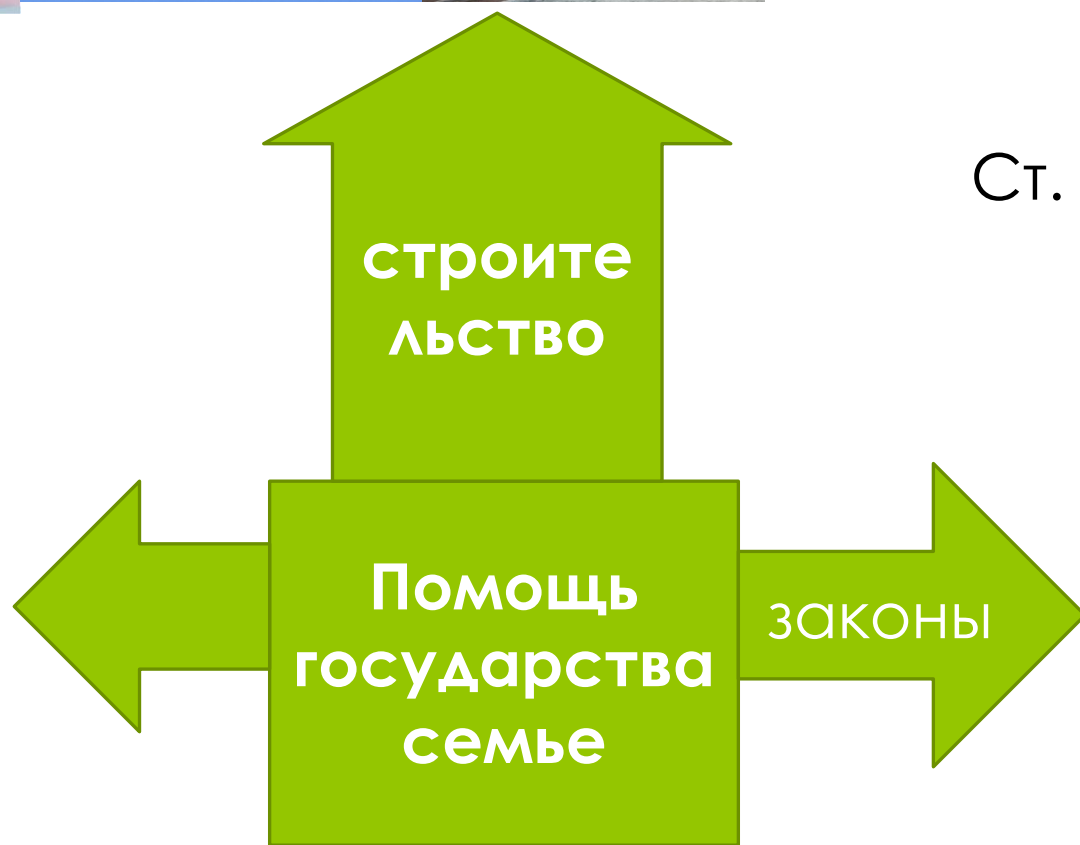 Ст.
строите
льство
Помощь
государства
семье
законы